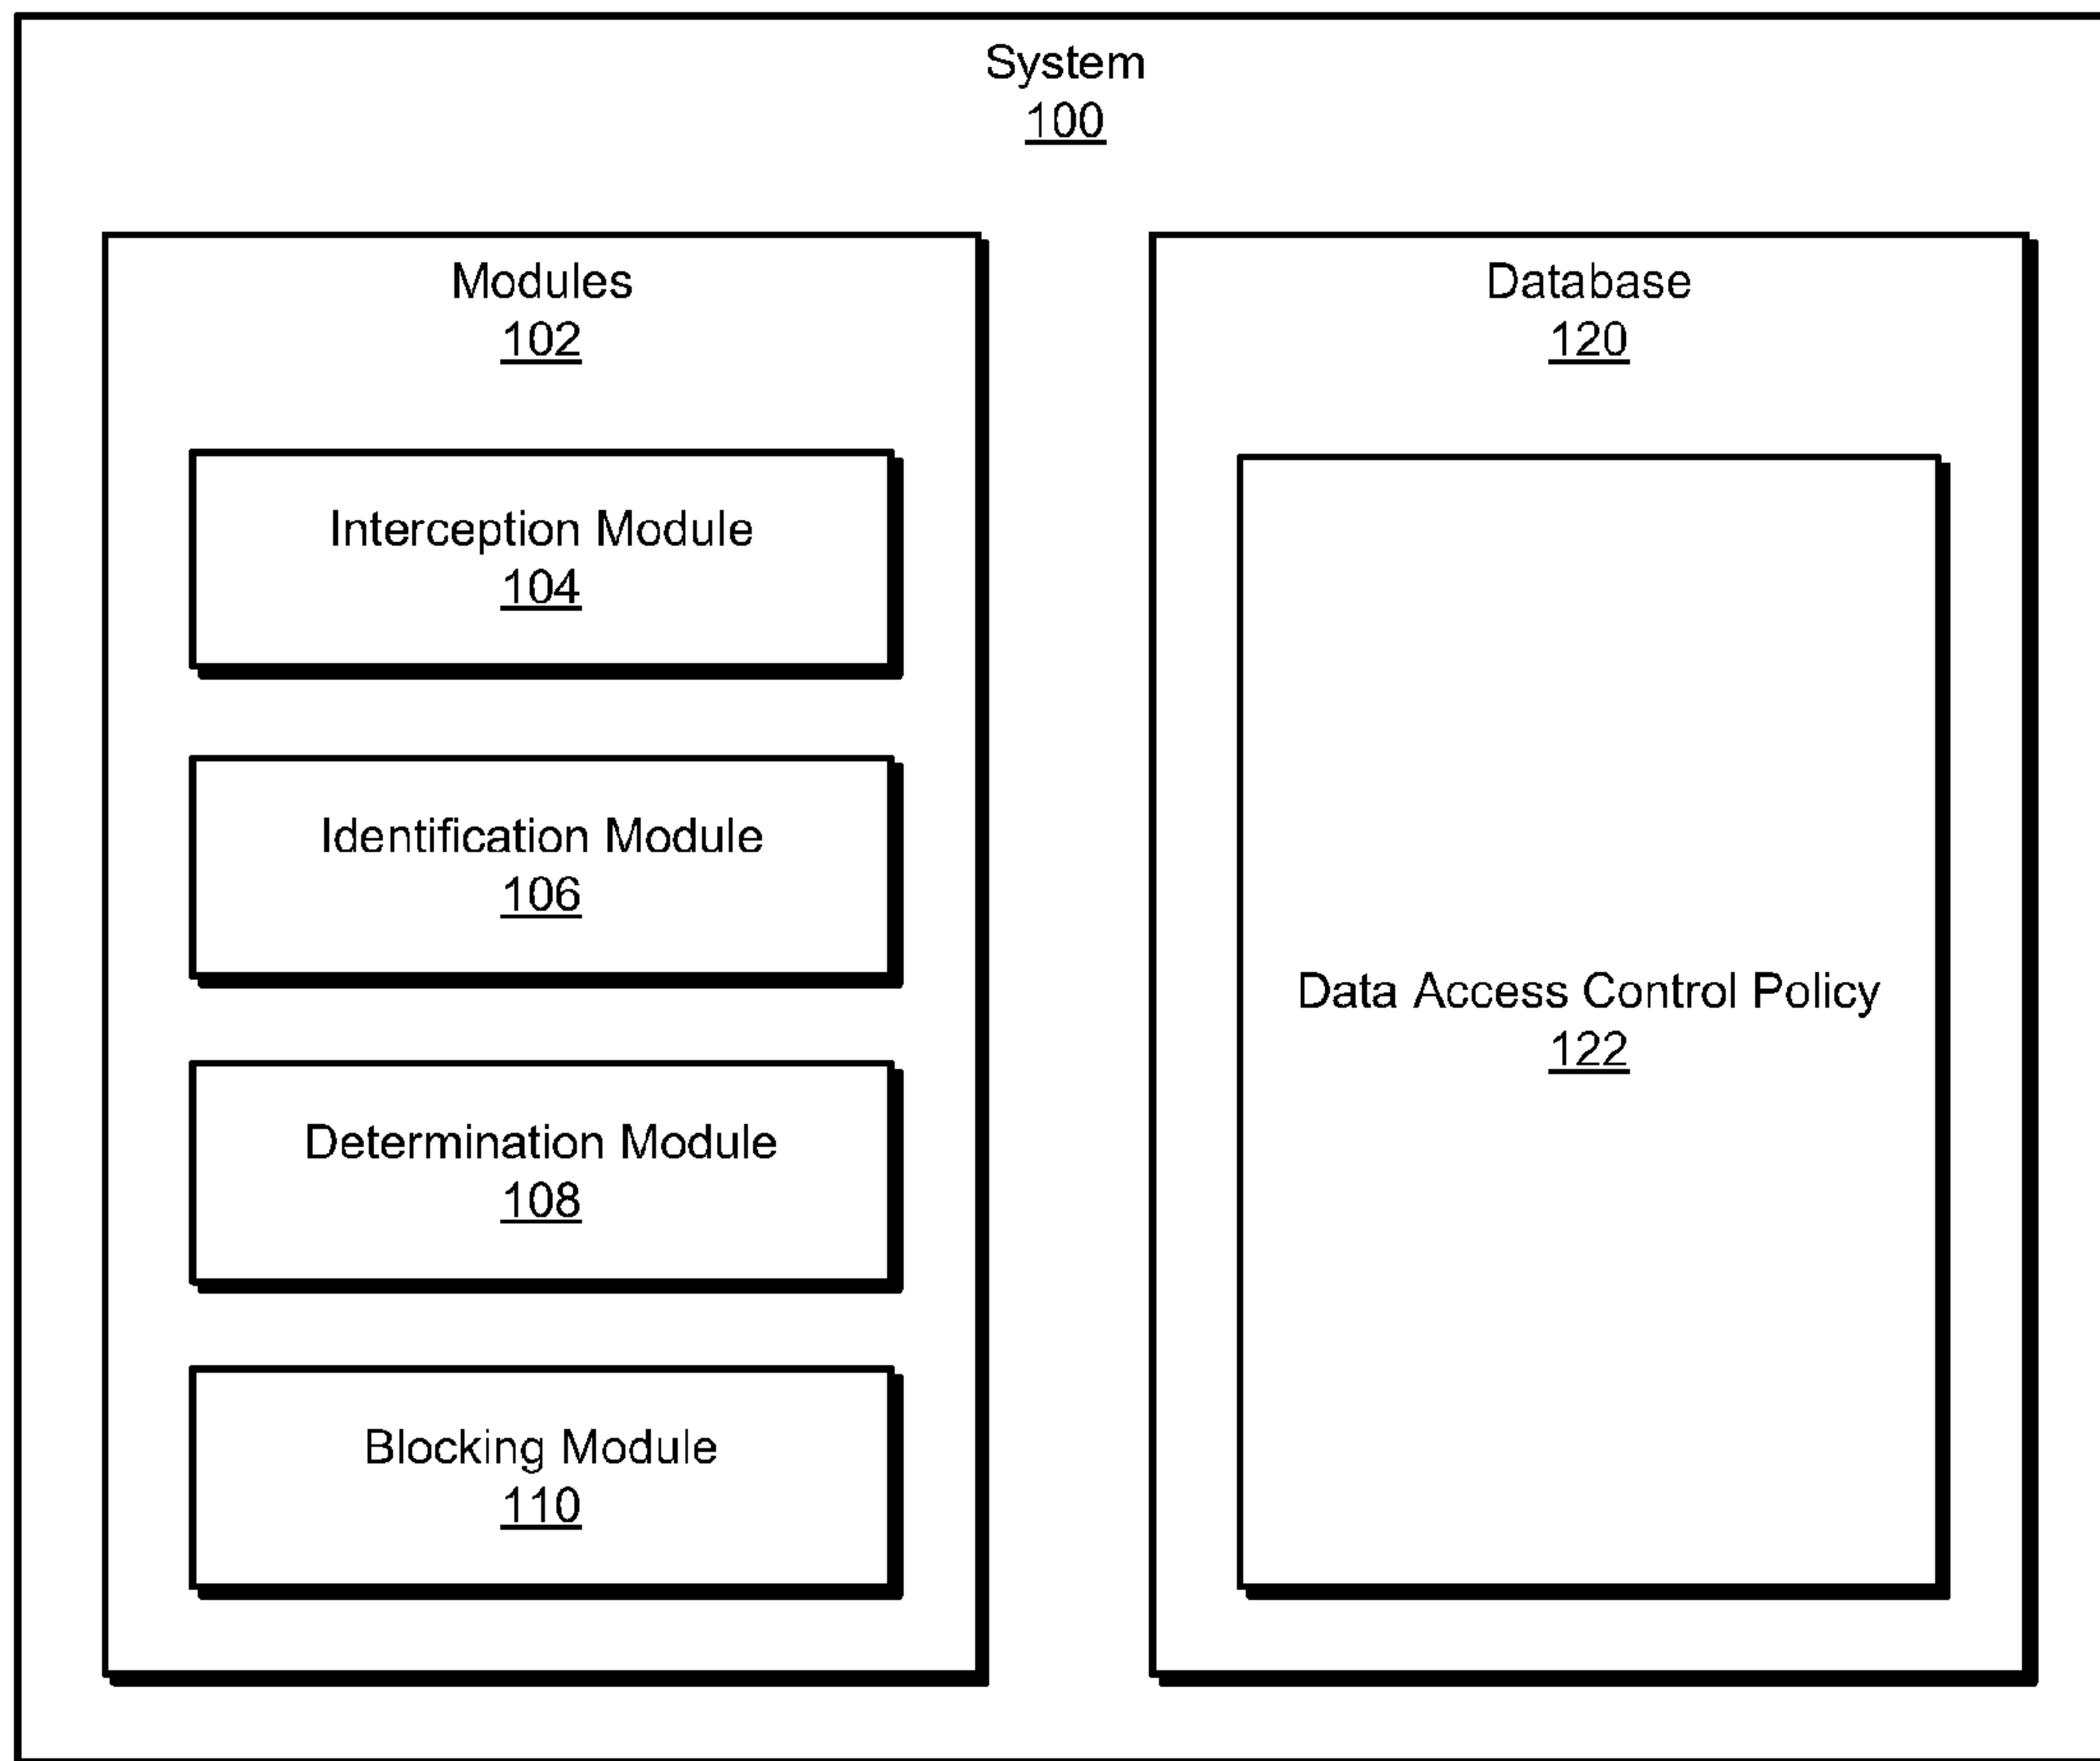 System
100
Modules
102
Interception Module
104
Identification Module
106
Determination Module
108
Blocking Module
110
Database
120
Data Access Control Policy
122